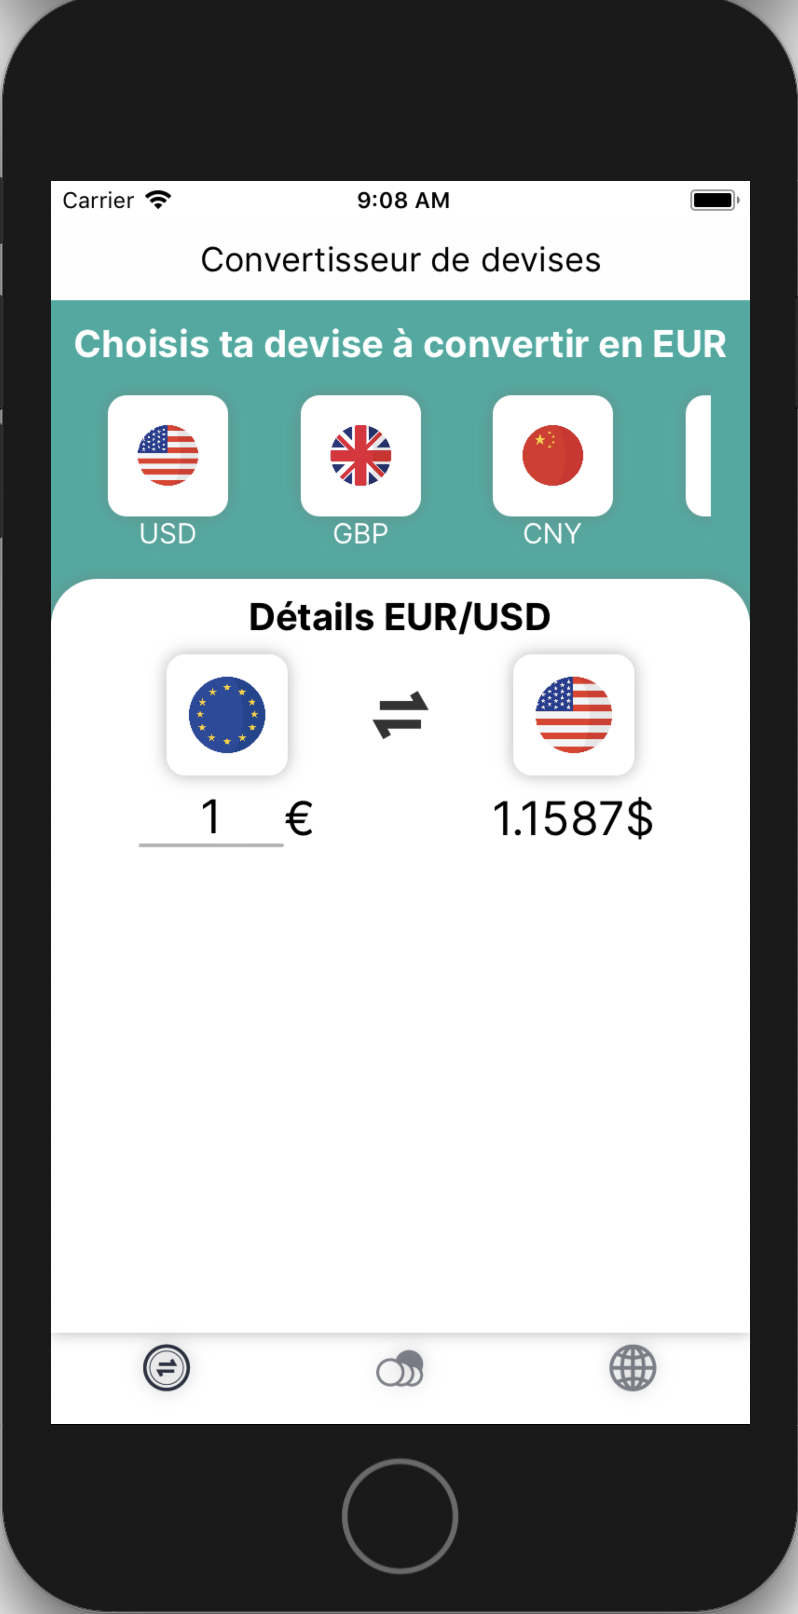 Carrier 9:08 AM
Convertisseur de devises
Choisis ta devise à convertir en EUR
USD GBP CNY
Détails EUR/USD
1 € 1.1587$